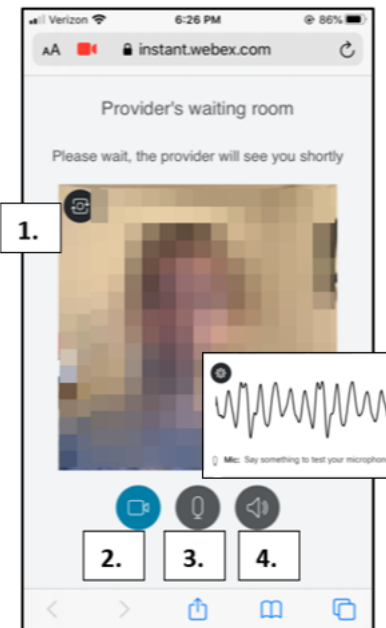 Verizon 6:26 PM 86%
AA instant.webex.com
Provider's waiting room
Please wait, the provider will see you shortly
1.
Mic: Say something to test your microphone
2. 3. 4.